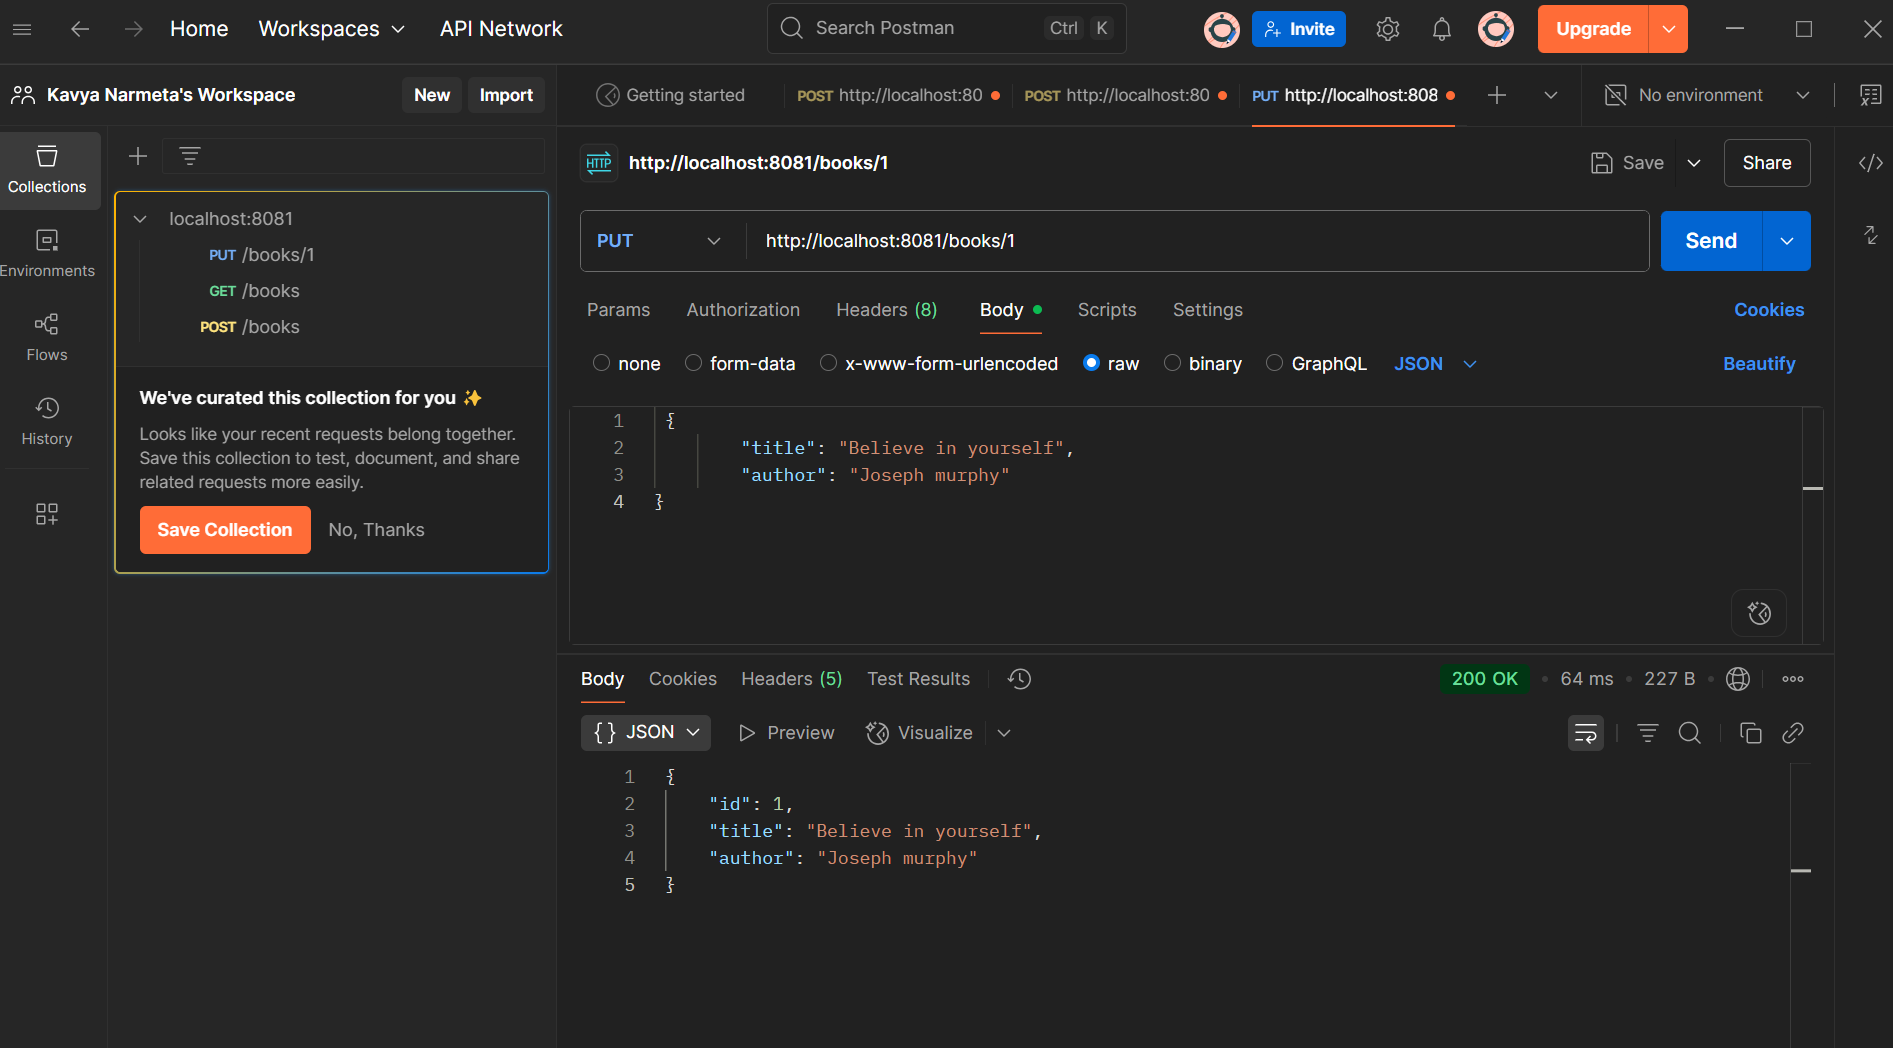 Home Workspaces API Network Search Postman Ctrl K Invite Upgrade
Kavya Narmeta's Workspace New Import
Getting started POST http://localhost:80 POST http://localhost:80 PUT http://localhost:808 No environment
Collections
Environments
Flows
History
localhost:8081
PUT /books/1
GET /books
POST /books
We've curated this collection for you ✨
Looks like your recent requests belong together.
Save this collection to test, document, and share
related requests more easily.
Save Collection No, Thanks
HTTP http://localhost:8081/books/1 Save Share
PUT http://localhost:8081/books/1 Send
Params Authorization Headers (8) Body Scripts Settings Cookies
none form-data x-www-form-urlencoded raw binary GraphQL JSON Beautify
1 {
2 "title": "Believe in yourself",
3 "author": "Joseph murphy"
4 }
Body Cookies Headers (5) Test Results 200 OK • 64 ms • 227 B •
{} JSON Preview Visualize
1 {
2 "id": 1,
3 "title": "Believe in yourself",
4 "author": "Joseph murphy"
5 }